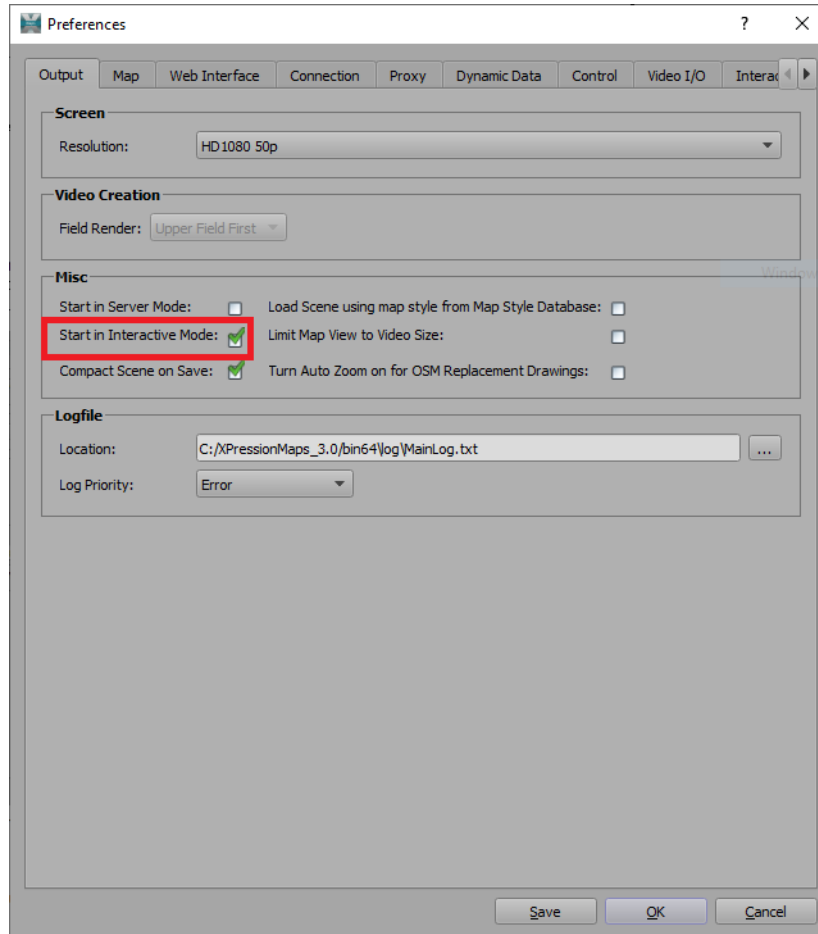 Preferences
?
Output Map Web Interface Connection Proxy Dynamic Data Control Video I/O Interac
Screen
Resolution: HD1080 50p
Video Creation
Field Render: Upper Field First
Misc
Window
Start in Server Mode: Load Scene using map style from Map Style Database:
Start in Interactive Mode: Limit Map View to Video Size:
Compact Scene on Save: Turn Auto Zoom on for OSM Replacement Drawings:
Logfile
Location: C:/XPressionMaps_3.0/bin64\log\MainLog.txt ...
Log Priority: Error
Save OK Cancel